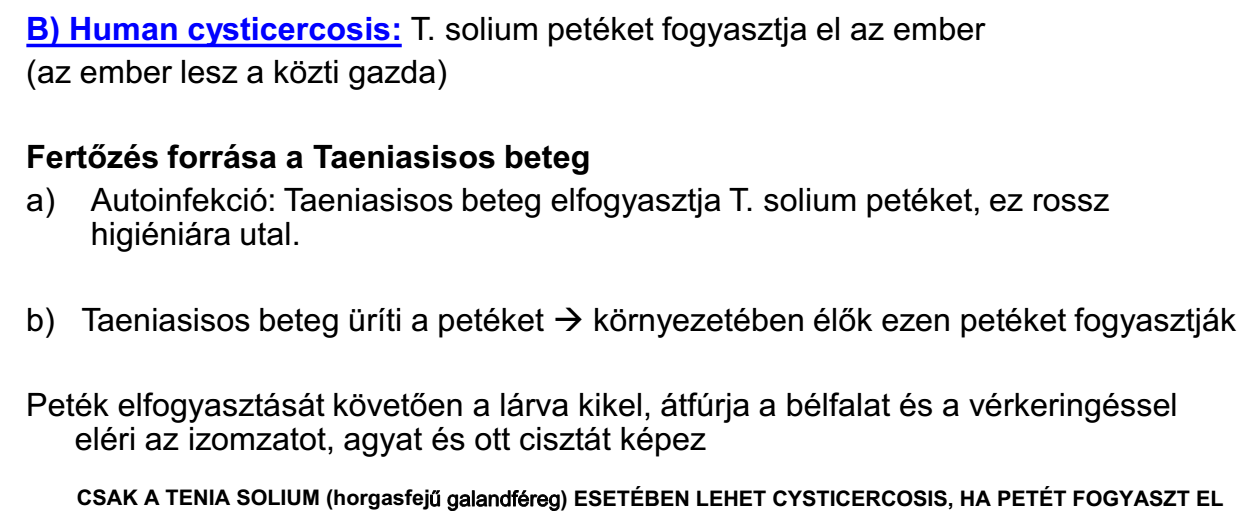 B) Human cysticercosis: T. solium petéket fogyasztja el az ember
(az ember lesz a közti gazda)
Fertőzés forrása a Taeniasisos beteg
a) Autoinfekció: Taeniasisos beteg elfogyasztja T. solium petéket, ez rossz
higiéniára utal.
b) Taeniasisos beteg üríti a petéket → környezetében élők ezen petéket fogyasztják
Peték elfogyasztását követően a lárva kikel, átfúrja a bélfalat és a vérkeringéssel
eléri az izomzatot, agyat és ott cisztát képez
CSAK A TENIA SOLIUM (horgasfejű galandféreg) ESETÉBEN LEHET CYSTICERCOSIS, HA PETÉT FOGYASZT EL